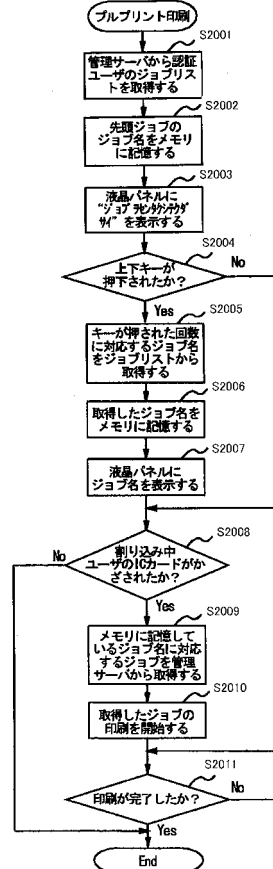 プルプリント印刷
S2001
管理サーバから認証
ユーザのジョブリス
トを取得する
S2002
先頭ジョブの
ジョブ名をメモリ
に記憶する
S2003
液晶パネルに
“ジョブヲセンタクシテクダ
サイ”を表示する
S2004
上下キーが
押下されたか?
No
Yes
S2005
キーが押された回数
に対応するジョブ名
をジョブリストから
取得する
S2006
取得したジョブ名を
メモリに記憶する
S2007
液晶パネルに
ジョブ名を表示する
S2008
No
割り込み中
ユーザのICカードがか
ざされたか?
Yes
S2009
メモリに記憶して
いるジョブ名に対応
するジョブを管理
サーバから取得する
S2010
取得したジョブの
印刷を開始する
S2011
印刷が完了したか?
No
Yes
End